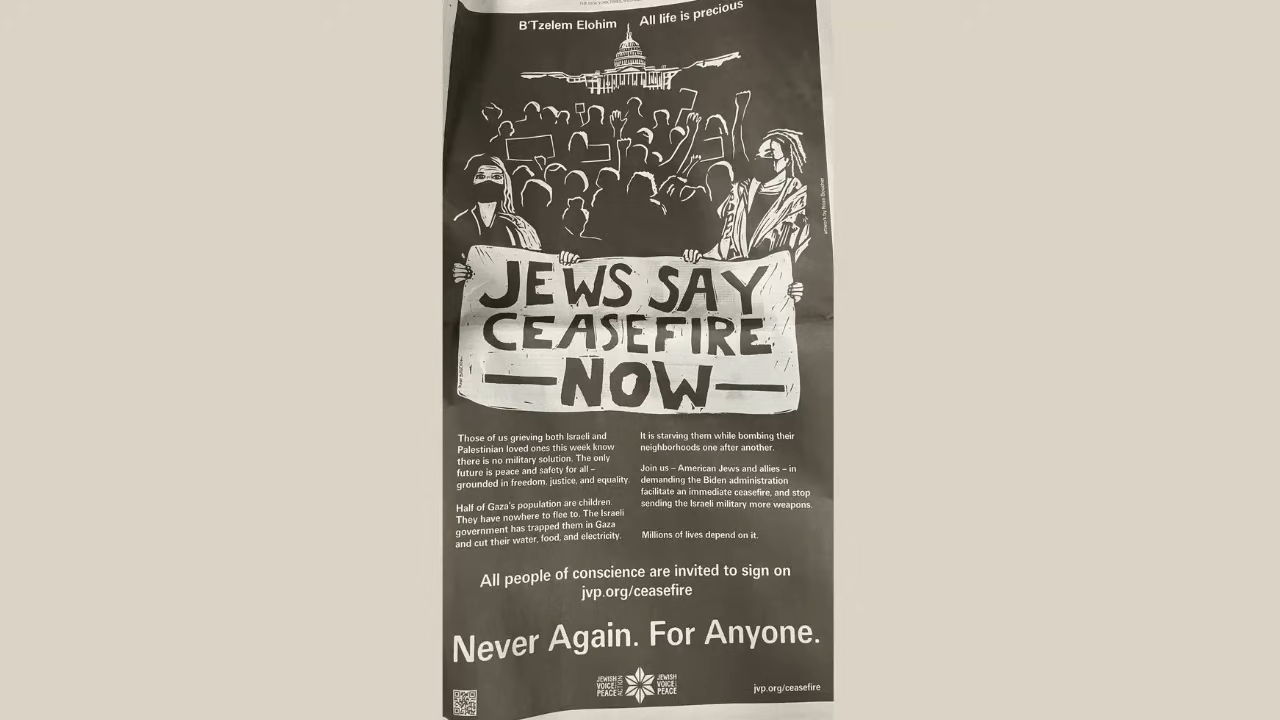 B'Tzelem Elohim
All life is precious
JEWS SAY
CEASEFIRE
NOW
Those of us grieving both Israeli and
Palestinian loved ones this week know
there is no military solution. The only
future is peace and safety for all –
grounded in freedom, justice, and equality.
Half of Gaza's population are children.
They have nowhere to flee to. The Israeli
government has trapped them in Gaza
and cut their water, food, and electricity.
It is starving them while bombing their
neighborhoods one after another.
Join us – American Jews and allies – in
demanding the Biden administration
facilitate an immediate ceasefire, and stop
sending the Israeli military more weapons.
Millions of lives depend on it.
All people of conscience are invited to sign on
jvp.org/ceasefire
Never Again. For Anyone.
JEWISH
VOICE FOR
PEACE
ACTION
JEWISH
VOICE FOR
PEACE
jvp.org/ceasefire